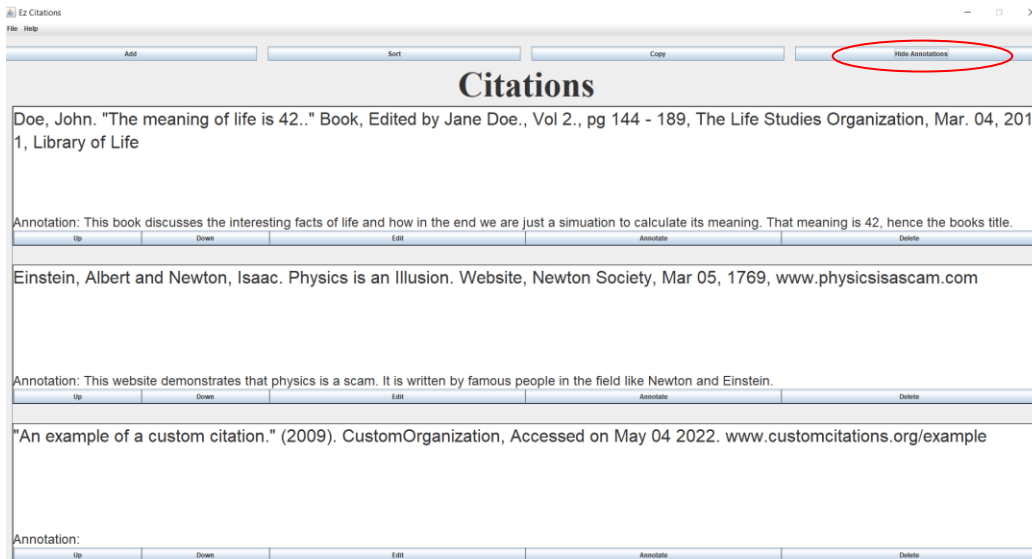 Ez Citations
File Help
Add Sort Copy Hide Annotations
Citations
Doe, John. "The meaning of life is 42.." Book, Edited by Jane Doe., Vol 2., pg 144 - 189, The Life Studies Organization, Mar. 04, 201
1, Library of Life
Annotation: This book discusses the interesting facts of life and how in the end we are just a simuation to calculate its meaning. That meaning is 42, hence the books title.
Up Down Edit Annotate Delete
Einstein, Albert and Newton, Isaac. Physics is an Illusion. Website, Newton Society, Mar 05, 1769, www.physicsisascam.com
Annotation: This website demonstrates that physics is a scam. It is written by famous people in the field like Newton and Einstein.
Up Down Edit Annotate Delete
"An example of a custom citation." (2009). CustomOrganization, Accessed on May 04 2022. www.customcitations.org/example
Annotation:
Up Down Edit Annotate Delete